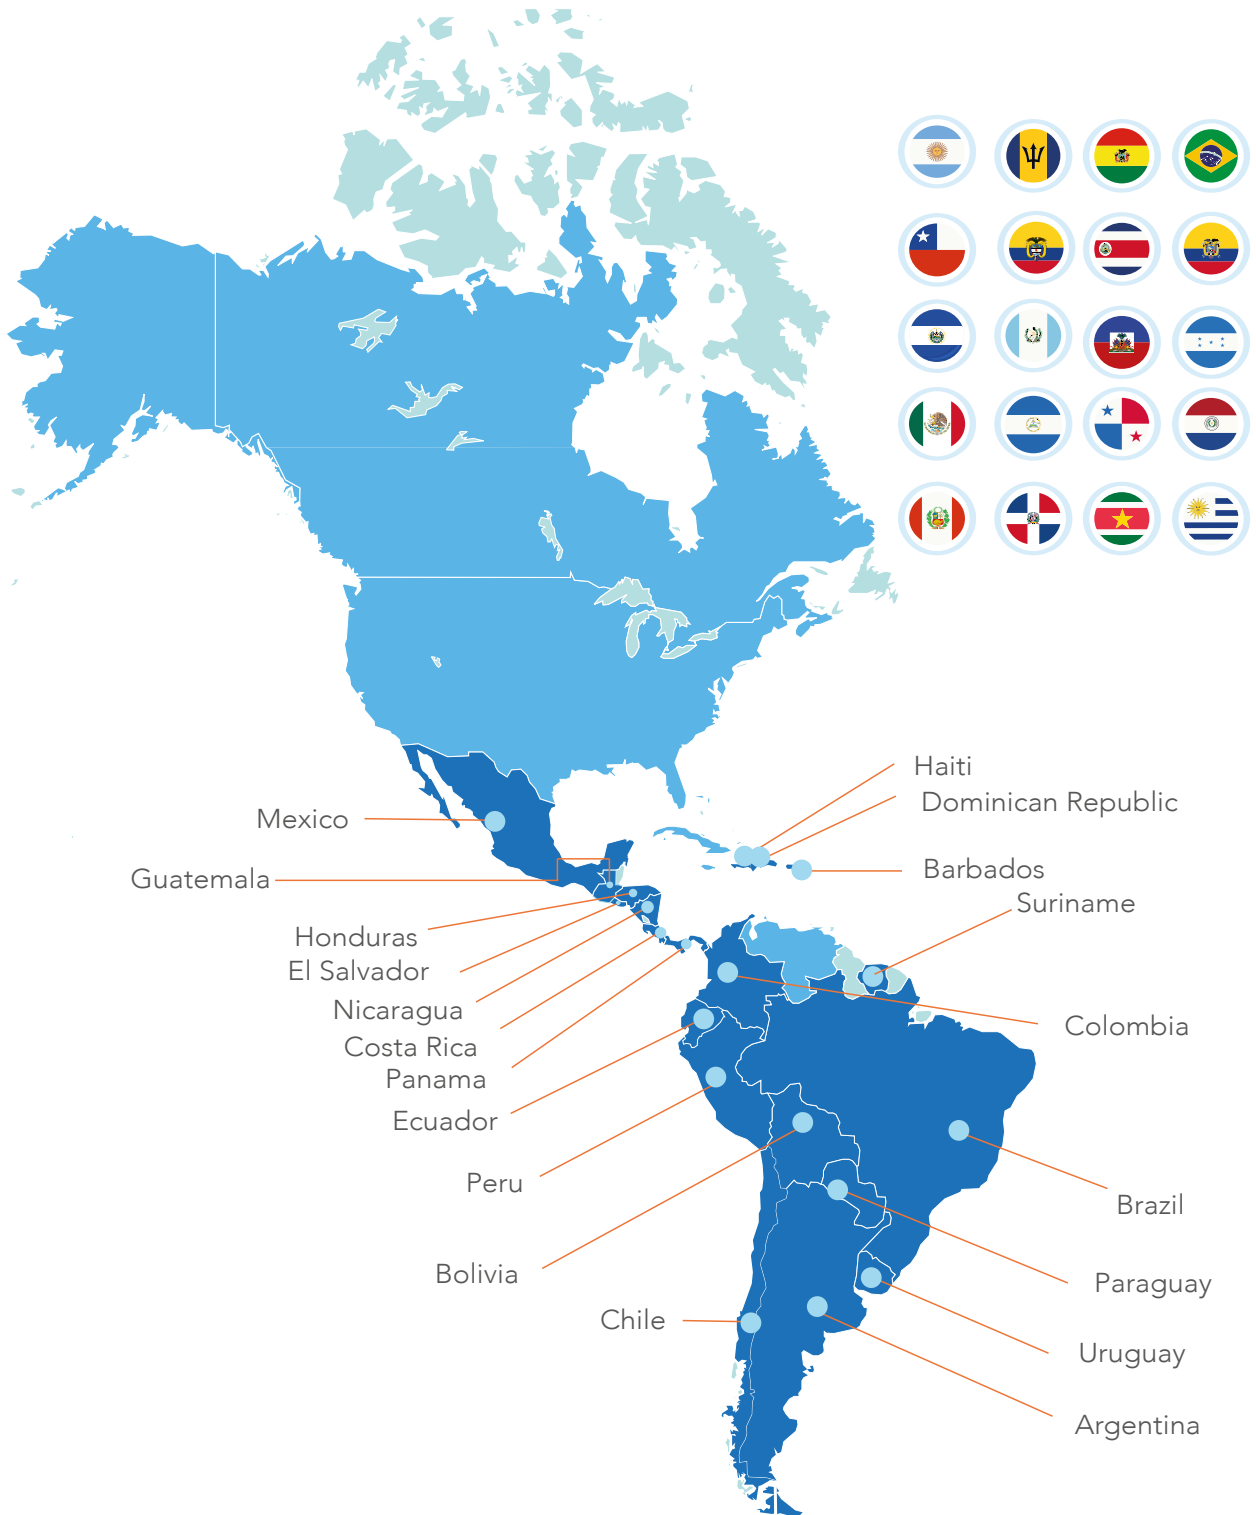 Haiti
Dominican Republic
Mexico
Barbados
Guatemala
Suriname
Honduras
El Salvador
Nicaragua
Colombia
Costa Rica
Panama
Ecuador
Peru
Brazil
Bolivia
Paraguay
Chile
Uruguay
Argentina